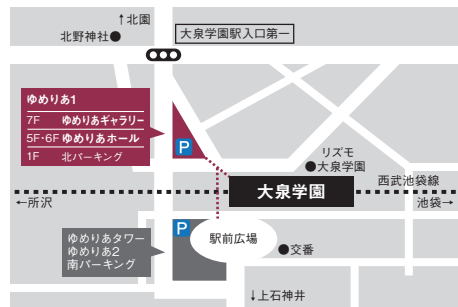 ↑北園
北野神社●
大泉学園駅入口第一
ゆめりあ1
7F ゆめりあギャラリー
5F・6F ゆめりあホール
1F 北パーキング
P
リズモ
●大泉学園
西武池袋線
大泉学園
←所沢
池袋→
P
ゆめりあタワー
ゆめりあ2
南パーキング
駅前広場
●交番
↓上石神井